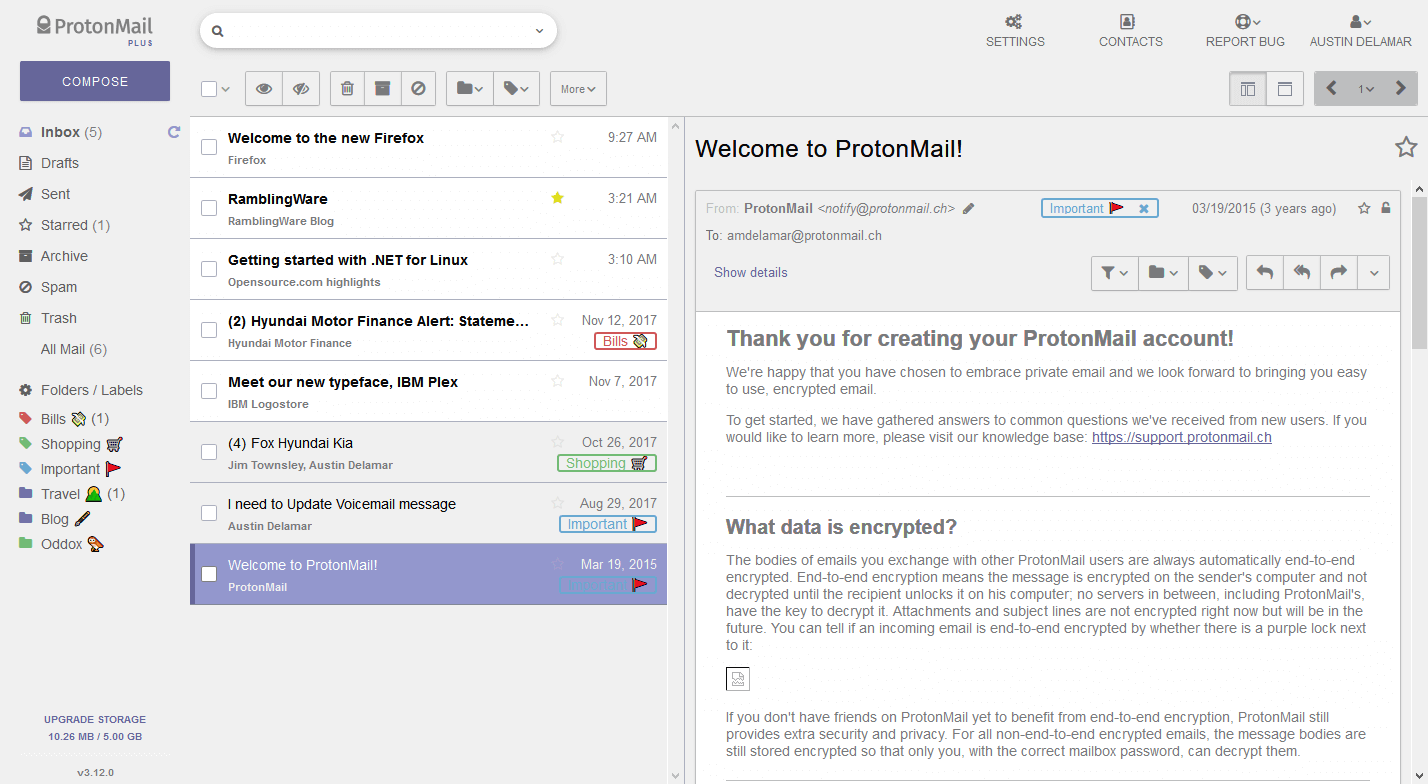 ProtonMail
PLUS
SETTINGS
CONTACTS
REPORT BUG
AUSTIN DELAMAR
COMPOSE
More
1
Inbox (5)
Drafts
Sent
Starred (1)
Archive
Spam
Trash
All Mail (6)
Folders / Labels
Bills (1)
Shopping
Important
Travel (1)
Blog
Oddox
UPGRADE STORAGE
10.26 MB / 5.00 GB
v3.12.0
Welcome to the new Firefox 9:27 AM
Firefox
RamblingWare 3:21 AM
RamblingWare Blog
Getting started with .NET for Linux 3:10 AM
Opensource.com highlights
(2) Hyundai Motor Finance Alert: Stateme… Nov 12, 2017
Hyundai Motor Finance Bills
Meet our new typeface, IBM Plex Nov 7, 2017
IBM Logostore
(4) Fox Hyundai Kia Oct 26, 2017
Jim Townsley, Austin Delamar Shopping
I need to Update Voicemail message Aug 29, 2017
Austin Delamar Important
Welcome to ProtonMail! Mar 19, 2015
ProtonMail Important
Welcome to ProtonMail!
From: ProtonMail <notify@protonmail.ch> Important 03/19/2015 (3 years ago)
To: amdelamar@protonmail.ch
Show details
Thank you for creating your ProtonMail account!
We're happy that you have chosen to embrace private email and we look forward to bringing you easy
to use, encrypted email.
To get started, we have gathered answers to common questions we've received from new users. If you
would like to learn more, please visit our knowledge base: https://support.protonmail.ch
What data is encrypted?
The bodies of emails you exchange with other ProtonMail users are always automatically end-to-end
encrypted. End-to-end encryption means the message is encrypted on the sender's computer and not
decrypted until the recipient unlocks it on his computer; no servers in between, including ProtonMail's,
have the key to decrypt it. Attachments and subject lines are not encrypted right now but will be in the
future. You can tell if an incoming email is end-to-end encrypted by whether there is a purple lock next
to it:
If you don't have friends on ProtonMail yet to benefit from end-to-end encryption, ProtonMail still
provides extra security and privacy. For all non-end-to-end encrypted emails, the message bodies are
still stored encrypted so that only you, with the correct mailbox password, can decrypt them.